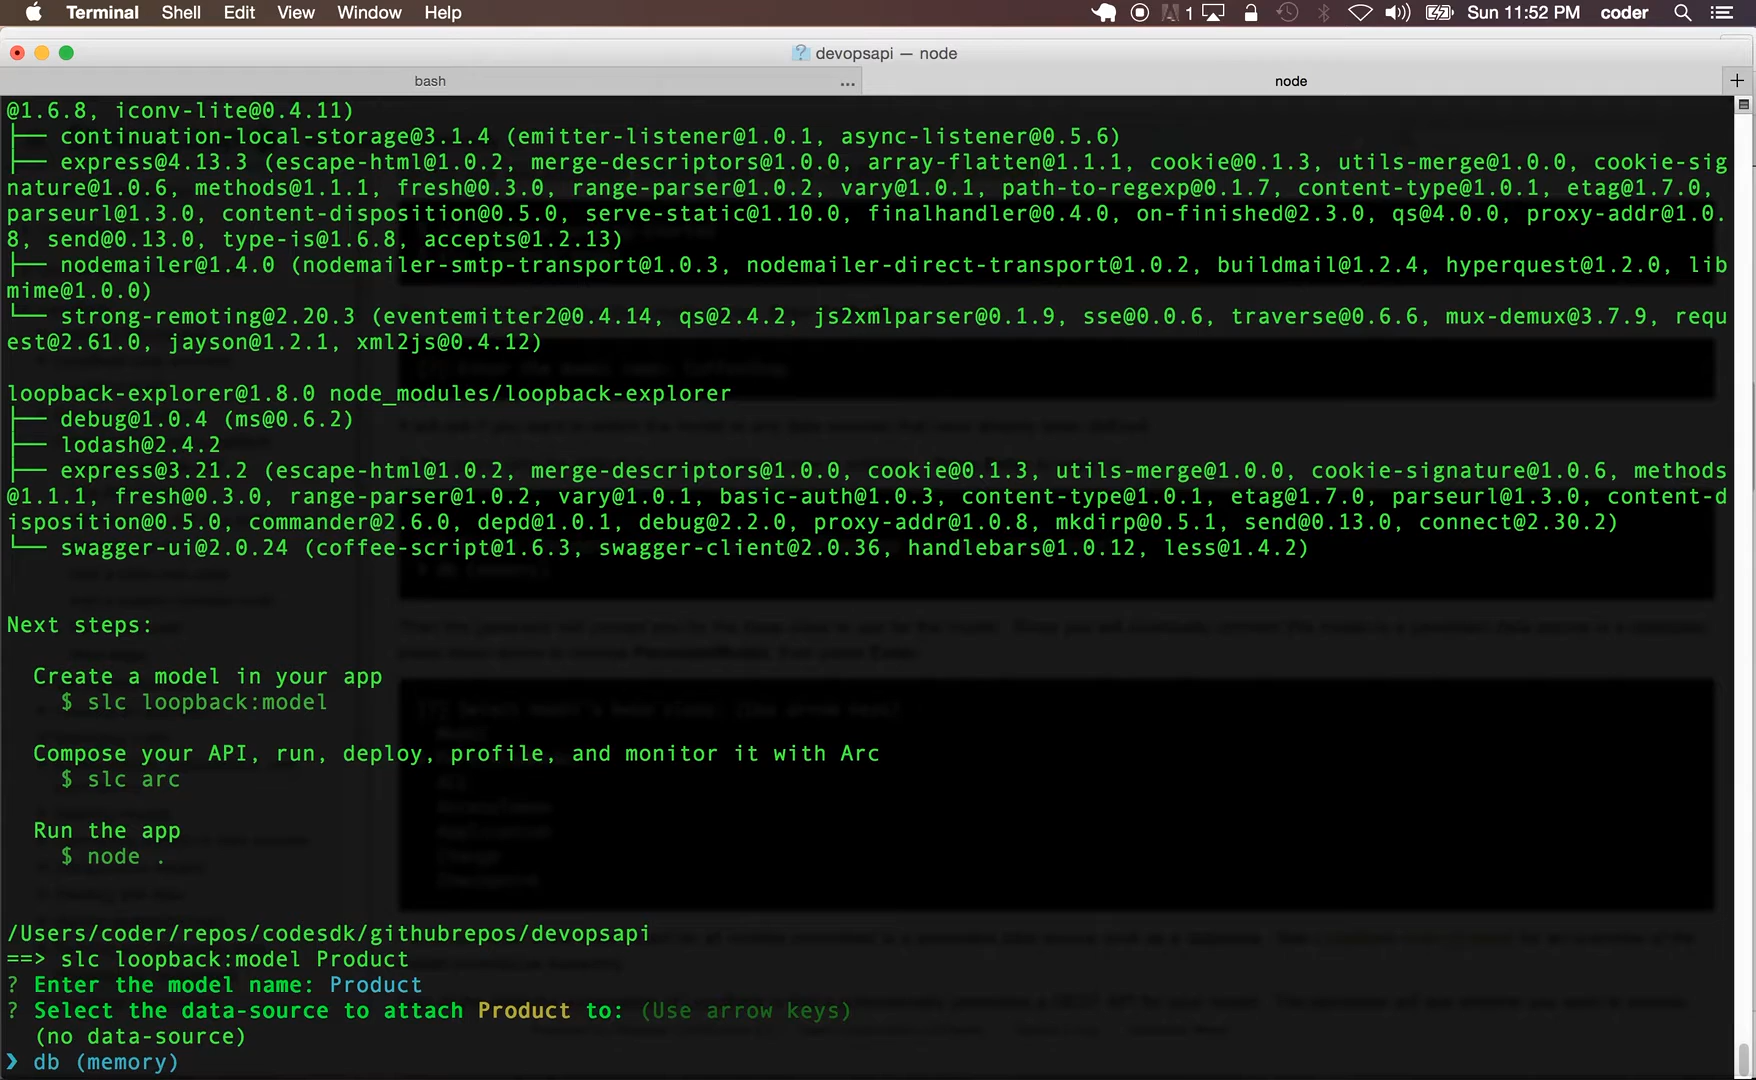 Terminal Shell Edit View Window Help 1 Sun 11:52 PM coder
devopsapi — node
bash ... node +
@1.6.8, iconv-lite@0.4.11)
├── continuation-local-storage@3.1.4 (emitter-listener@1.0.1, async-listener@0.5.6)
├── express@4.13.3 (escape-html@1.0.2, merge-descriptors@1.0.0, array-flatten@1.1.1, cookie@0.1.3, utils-merge@1.0.0, cookie-sig
nature@1.0.6, methods@1.1.1, fresh@0.3.0, range-parser@1.0.2, vary@1.0.1, path-to-regexp@0.1.7, content-type@1.0.1, etag@1.7.0,
parseurl@1.3.0, content-disposition@0.5.0, serve-static@1.10.0, finalhandler@0.4.0, on-finished@2.3.0, qs@4.0.0, proxy-addr@1.0.
8, send@0.13.0, type-is@1.6.8, accepts@1.2.13)
├── nodemailer@1.4.0 (nodemailer-smtp-transport@1.0.3, nodemailer-direct-transport@1.0.2, buildmail@1.2.4, hyperquest@1.2.0, lib
mime@1.0.0)
└── strong-remoting@2.20.3 (eventemitter2@0.4.14, qs@2.4.2, js2xmlparser@0.1.9, sse@0.0.6, traverse@0.6.6, mux-demux@3.7.9, requ
est@2.61.0, jayson@1.2.1, xml2js@0.4.12)
loopback-explorer@1.8.0 node_modules/loopback-explorer
├── debug@1.0.4 (ms@0.6.2)
├── lodash@2.4.2
├── express@3.21.2 (escape-html@1.0.2, merge-descriptors@1.0.0, cookie@0.1.3, utils-merge@1.0.0, cookie-signature@1.0.6, methods
@1.1.1, fresh@0.3.0, range-parser@1.0.2, vary@1.0.1, basic-auth@1.0.3, content-type@1.0.1, etag@1.7.0, parseurl@1.3.0, content-d
isposition@0.5.0, commander@2.6.0, depd@1.0.1, debug@2.2.0, proxy-addr@1.0.8, mkdirp@0.5.1, send@0.13.0, connect@2.30.2)
└── swagger-ui@2.0.24 (coffee-script@1.6.3, swagger-client@2.0.36, handlebars@1.0.12, less@1.4.2)
Next steps:
Create a model in your app
$ slc loopback:model
Compose your API, run, deploy, profile, and monitor it with Arc
$ slc arc
Run the app
$ node .
/Users/coder/repos/codesdk/githubrepos/devopsapi
==> slc loopback:model Product
? Enter the model name: Product
? Select the data-source to attach Product to: (Use arrow keys)
(no data-source)
❯ db (memory)